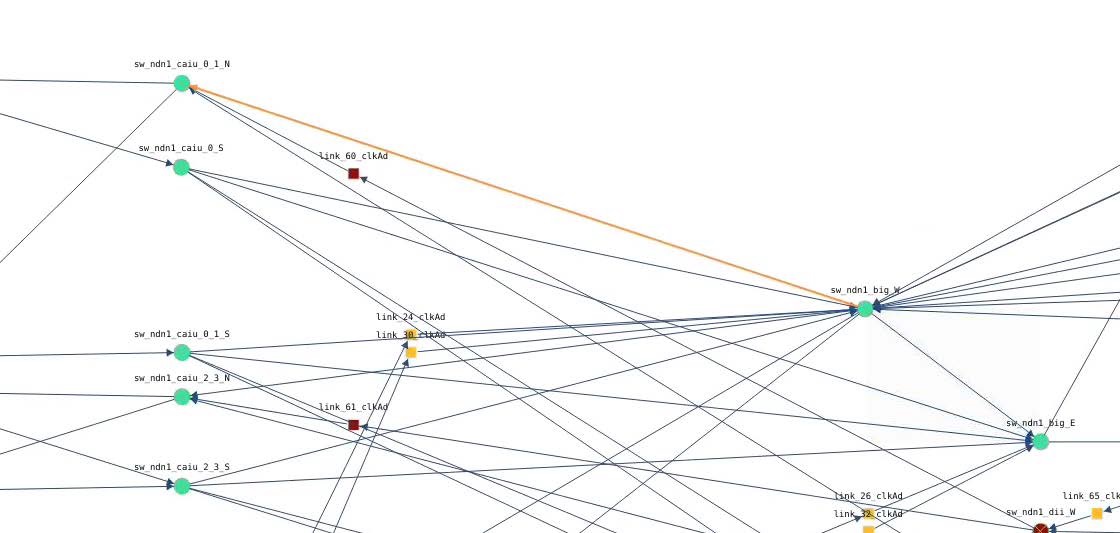 sw_ndn1_caiu_0_1_N
sw_ndn1_caiu_0_S
link_60_clkAd
sw_ndn1_big_W
link_24_clkAd
link_30_clkAd
sw_ndn1_caiu_0_1_S
sw_ndn1_caiu_2_3_N
link_61_clkAd
sw_ndn1_big_E
sw_ndn1_caiu_2_3_S
link_26_clkAd
link_65_clk
link_32_clkAd
sw_ndn1_dii_W